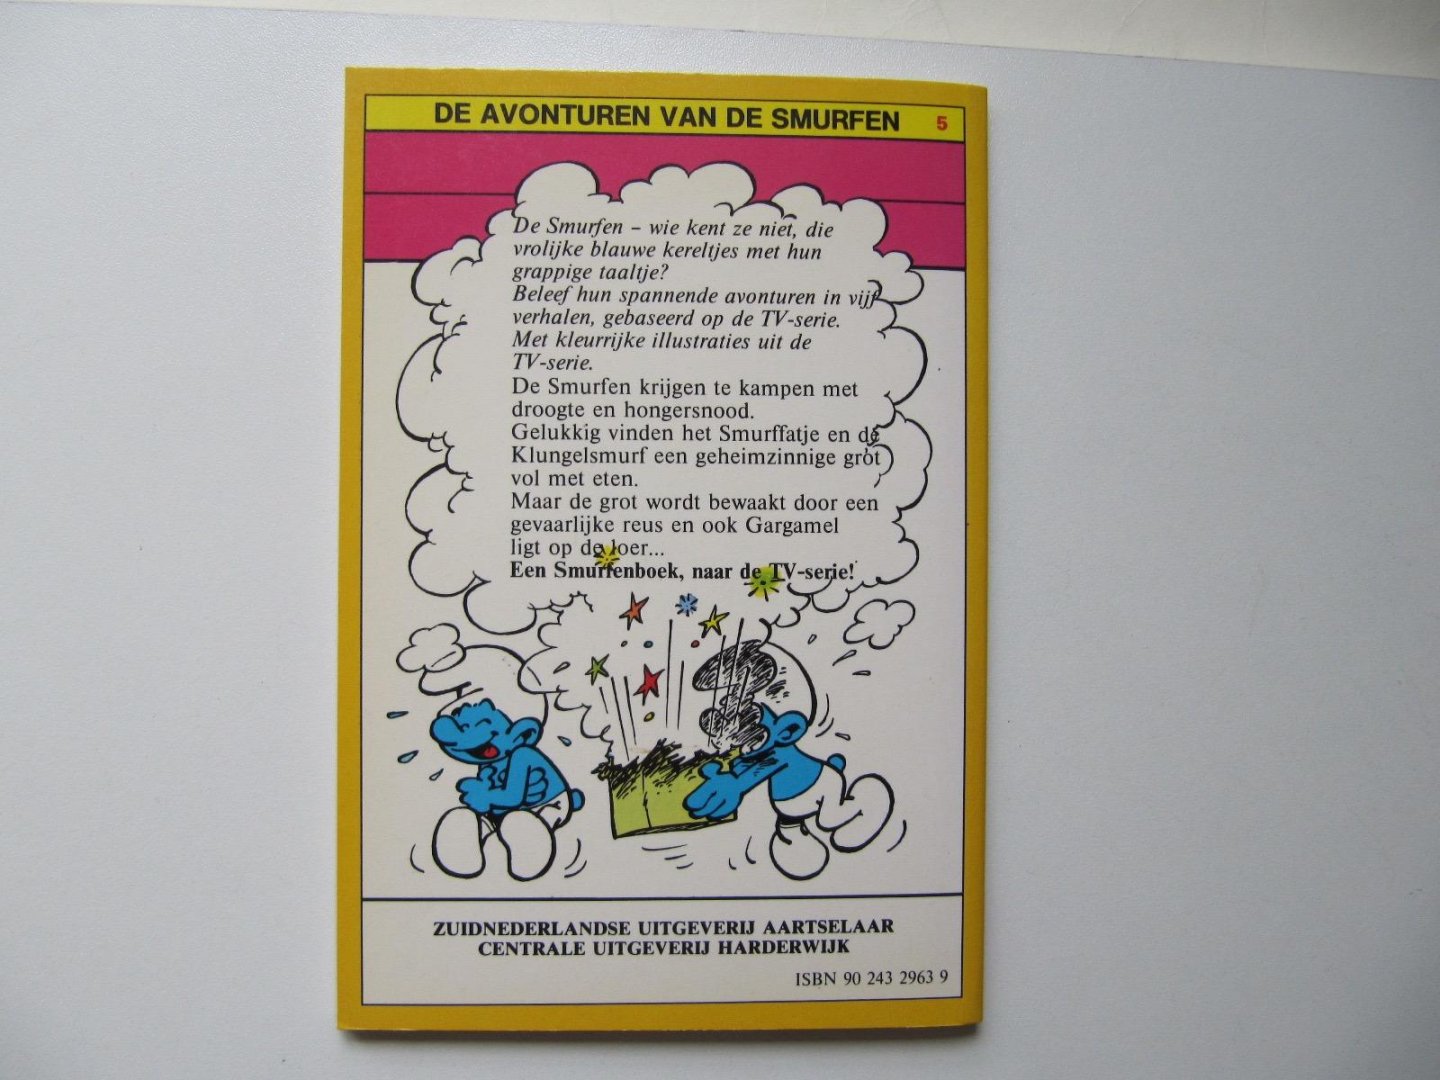 DE AVONTUREN VAN DE SMURFEN 5
De Smurfen – wie kent ze niet, die
vrolijke blauwe kereltjes met hun
grappige taaltje?
Beleef hun spannende avonturen in vijf
verhalen, gebaseerd op de TV-serie.
Met kleurrijke illustraties uit de
TV-serie.
De Smurfen krijgen te kampen met
droogte en hongersnood.
Gelukkig vinden het Smurffatje en de
Klungelsmurf een geheimzinnige grot
vol met eten.
Maar de grot wordt bewaakt door een
gevaarlijke reus en ook Gargamel
ligt op de loer...
Een Smurfenboek, naar de TV-serie!
ZUIDNEDERLANDSE UITGEVERIJ AARTSELAAR
CENTRALE UITGEVERIJ HARDERWIJK
ISBN 90 243 2963 9